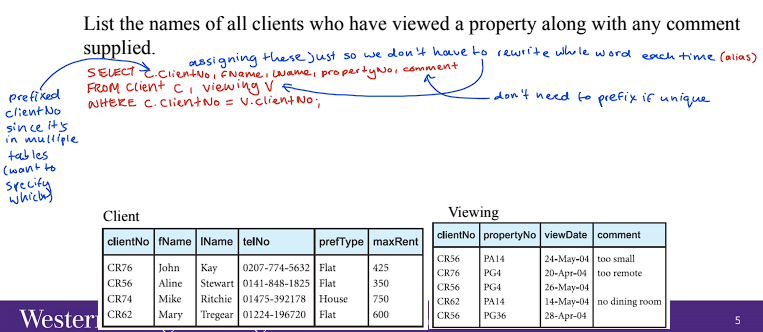 List the names of all clients who have viewed a property along with any comment
supplied.
assigning these just so we don't have to rewrite whole word each time (alias)
SELECT C.ClientNo, fName, lName, propertyNo, comment
FROM Client C, viewing V
WHERE C.ClientNo = V.clientNo;
don't need to prefix if unique
prefixed
clientNo
since it's
in multiple
tables
(want to
specify
which)
Client
clientNo fName lName telNo prefType maxRent
CR76 John Kay 0207-774-5632 Flat 425
CR56 Aline Stewart 0141-848-1825 Flat 350
CR74 Mike Ritchie 01475-392178 House 750
CR62 Mary Tregear 01224-196720 Flat 600
Viewing
clientNo propertyNo viewDate comment
CR56 PA14 24-May-04 too small
CR76 PG4 20-Apr-04 too remote
CR56 PG4 26-May-04
CR62 PA14 14-May-04 no dining room
CR56 PG36 28-Apr-04
Western
5